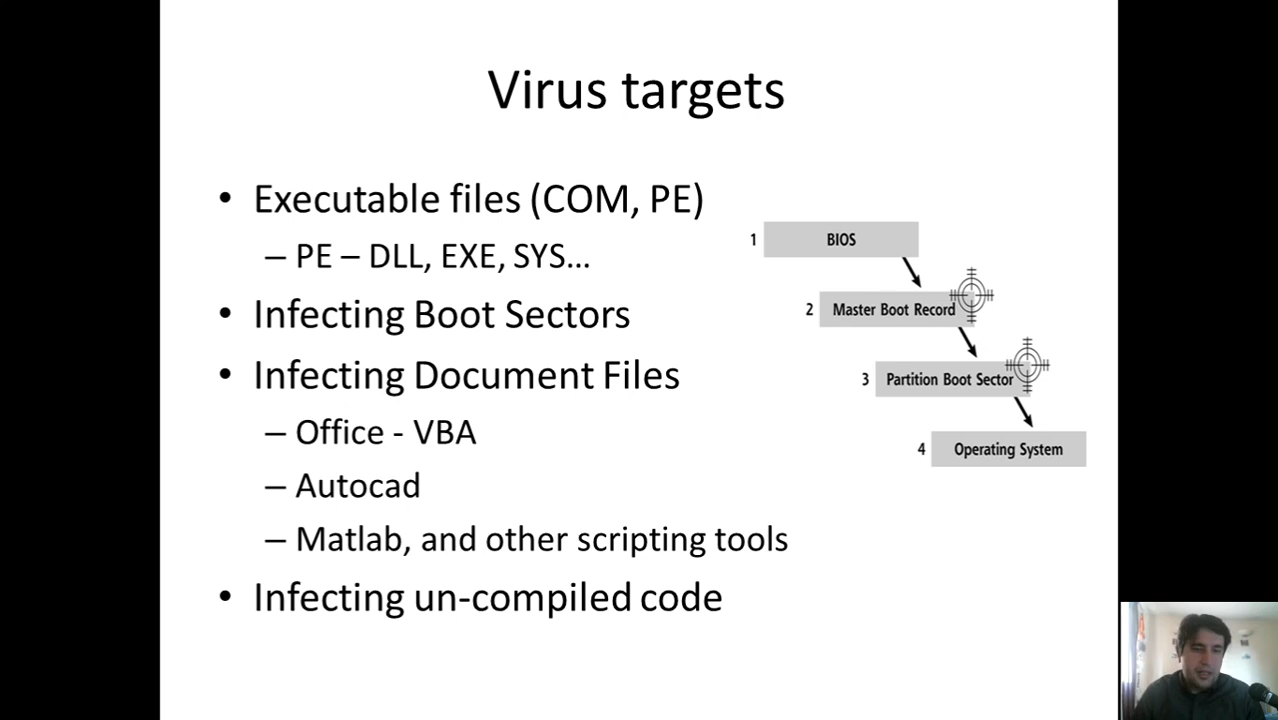 Virus targets
• Executable files (COM, PE)
– PE – DLL, EXE, SYS...
• Infecting Boot Sectors
• Infecting Document Files
– Office - VBA
– Autocad
– Matlab, and other scripting tools
• Infecting un-compiled code
1 BIOS
2 Master Boot Record
3 Partition Boot Sector
4 Operating System